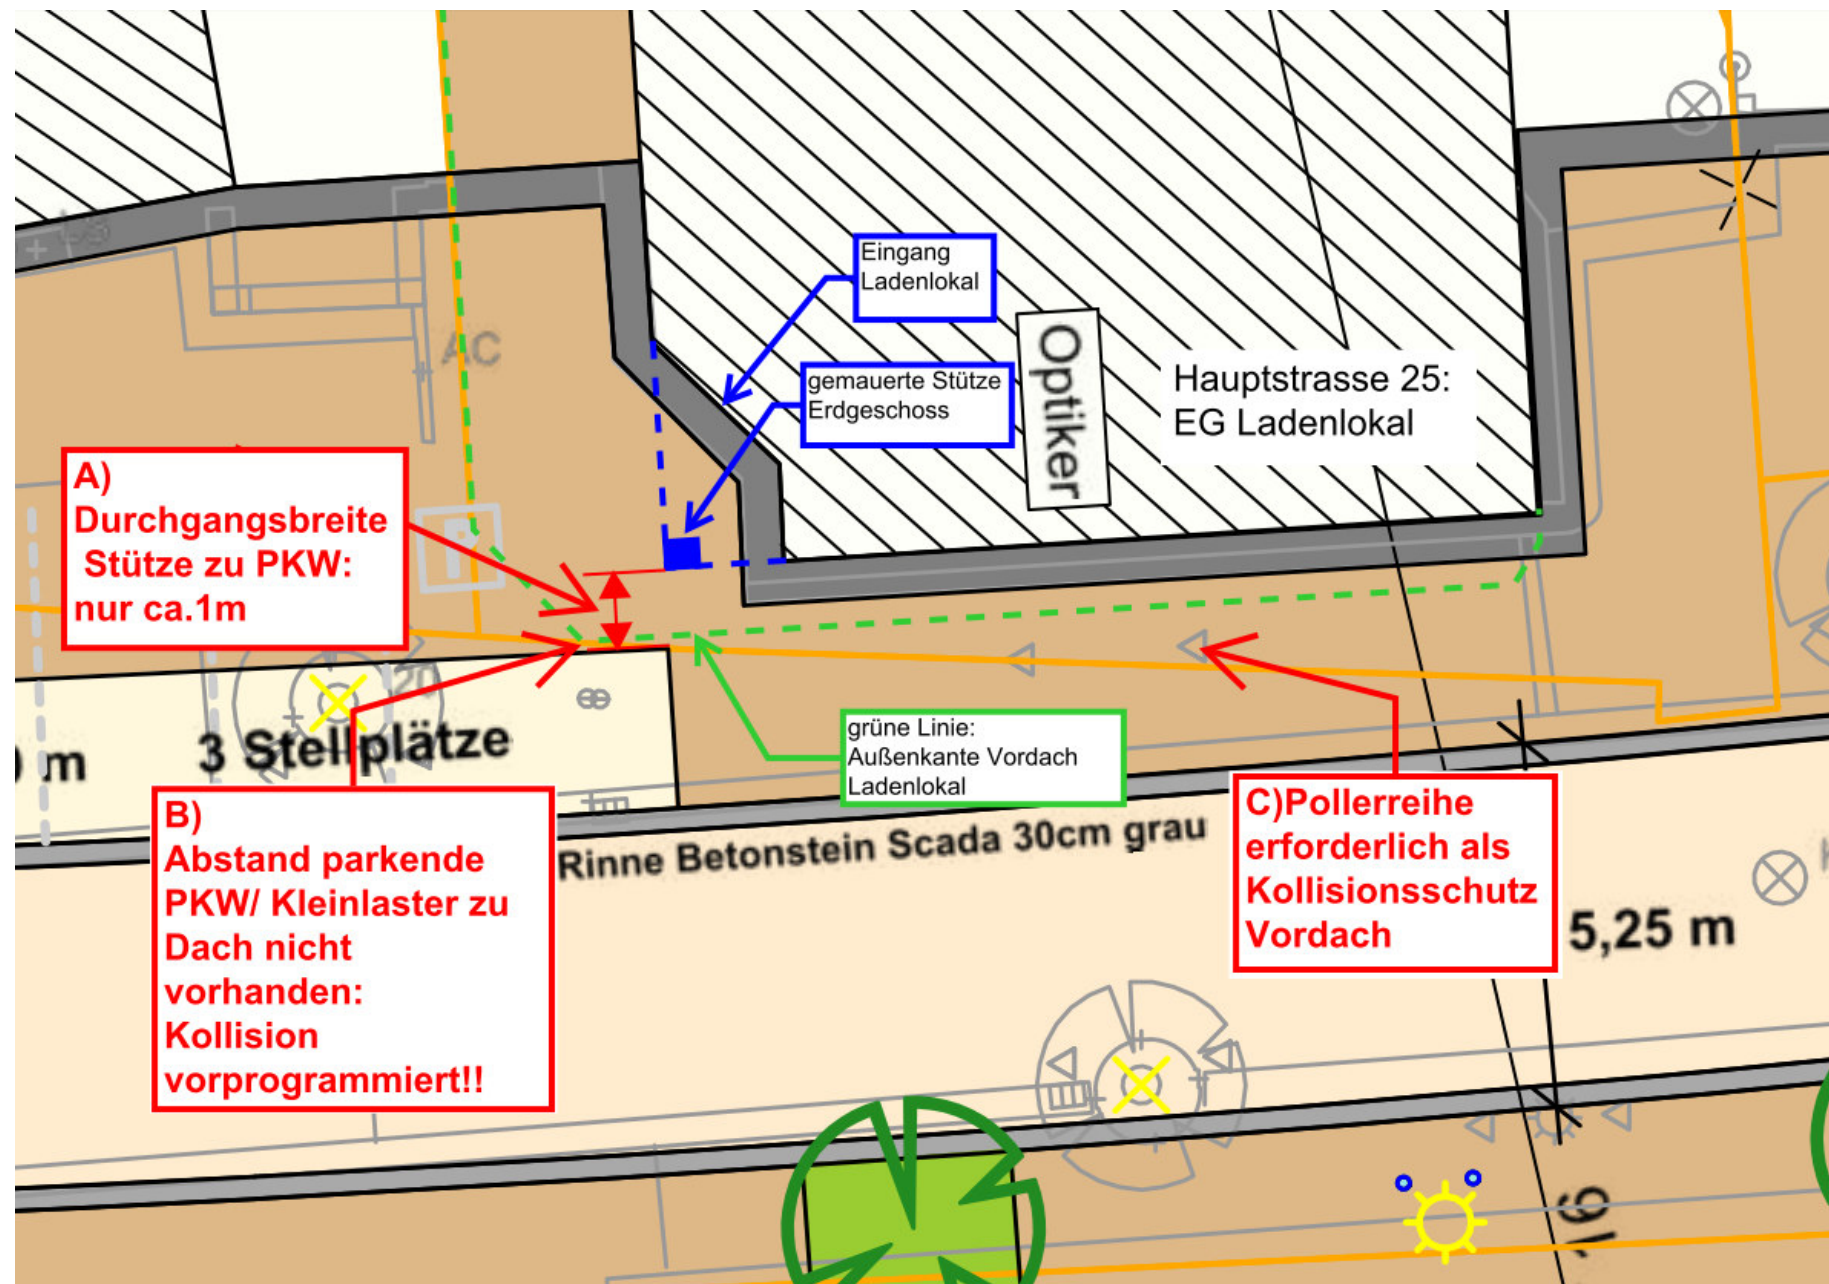 Eingang
Ladenlokal
gemauerte Stütze
Erdgeschoss
Optiker
Hauptstrasse 25:
EG Ladenlokal
AC
A)
Durchgangsbreite
Stütze zu PKW:
nur ca.1m
20
m
3 Stellplätze
grüne Linie:
Außenkante Vordach
Ladenlokal
B)
Abstand parkende
PKW/ Kleinlaster zu
Dach nicht
vorhanden:
Kollision
vorprogrammiert!!
Rinne Betonstein Scada 30cm grau
C)Pollerreihe
erforderlich als
Kollisionsschutz
Vordach
5,25 m